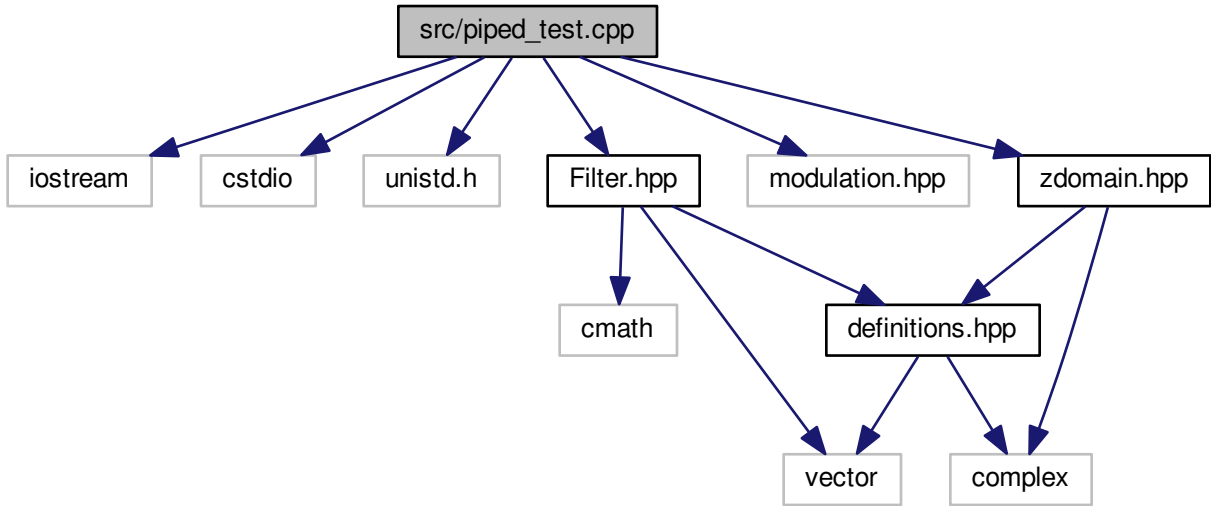 src/piped_test.cpp
iostream
cstdio
unistd.h
Filter.hpp
modulation.hpp
zdomain.hpp
cmath
definitions.hpp
vector
complex